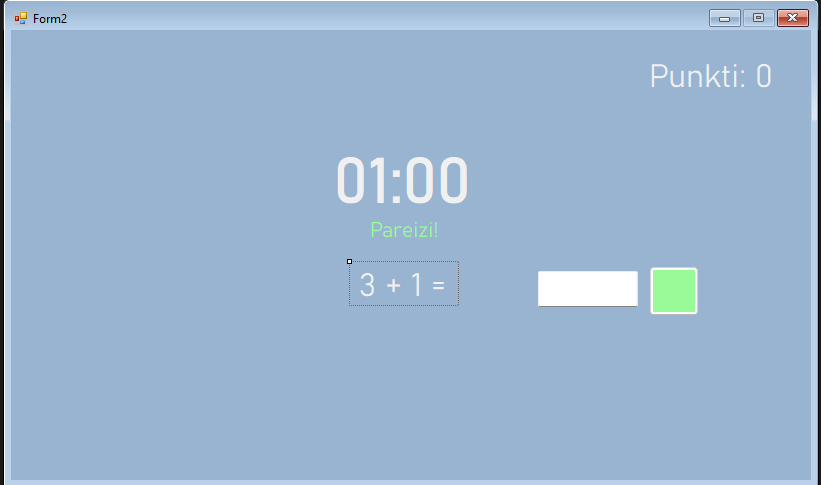 Form2
Punkti: 0
01:00
Pareizi!
3 + 1 =